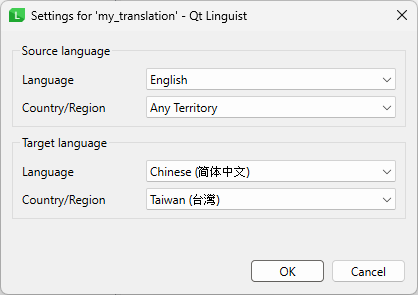 Settings for 'my_translation' - Qt Linguist
Source language
Language English
Country/Region Any Territory
Target language
Language Chinese (简体中文)
Country/Region Taiwan (台灣)
OK Cancel